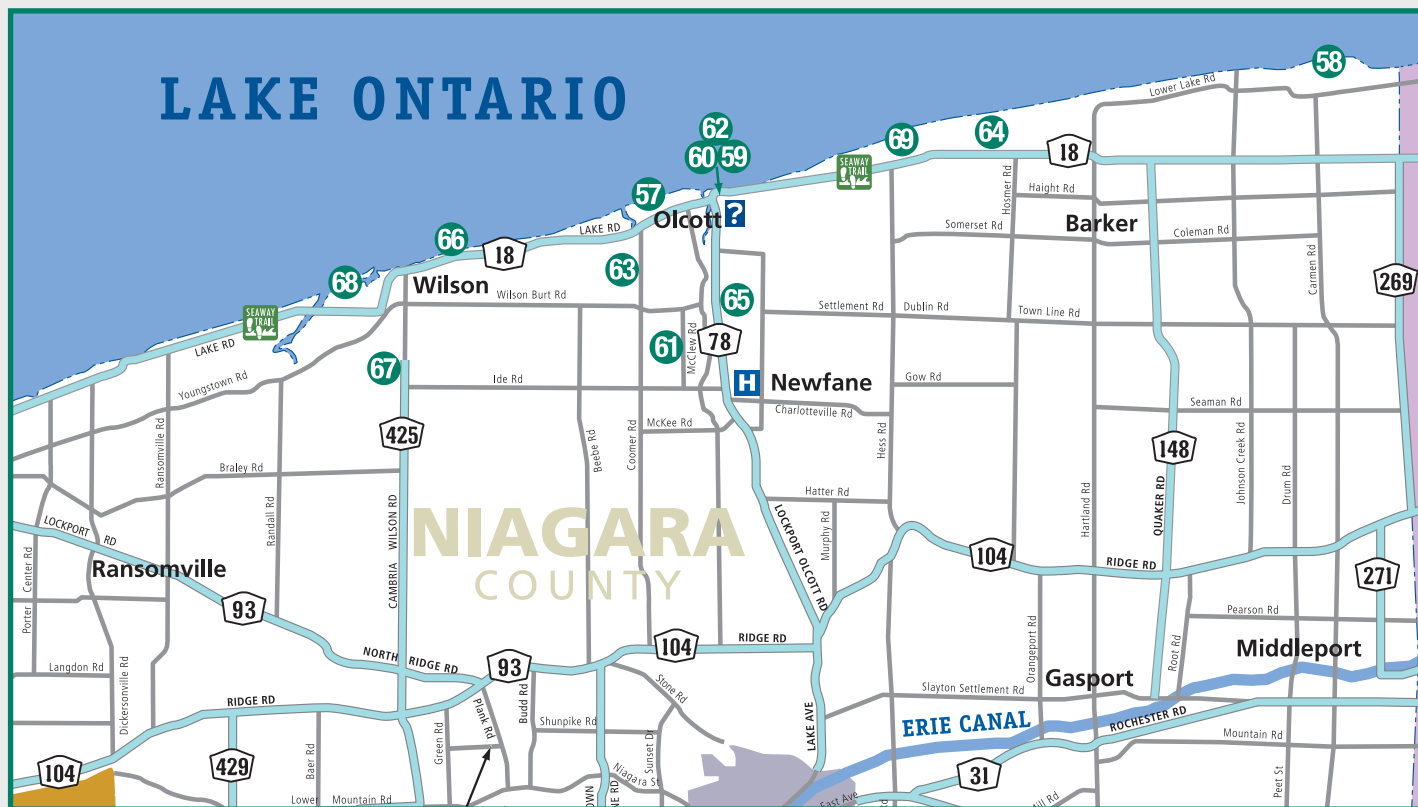 58
Lower Lake Rd
LAKE ONTARIO
62
60 59
69
64
18
SEAWAY TRAIL
57
Olcott ?
Hosmer Rd
Haight Rd
Barker
Somerset Rd
Coleman Rd
LAKE RD
66
18
63
Carmen Rd
269
68
Wilson
Wilson Burt Rd
65
Settlement Rd
Dublin Rd
Town Line Rd
SEAWAY TRAIL
LAKE RD
61
McClew Rd
78
67
Youngstown Rd
Ide Rd
H Newfane
Gow Rd
Charlotteville Rd
Seaman Rd
McKee Rd
Hess Rd
425
148
Ransomville Rd
Beebe Rd
Coomer Rd
Johnson Creek Rd
Braley Rd
Drum Rd
Randall Rd
Hatter Rd
Hartland Rd
QUAKER RD
LOCKPORT RD
CAMBRIA WILSON RD
NIAGARA
COUNTY
LOCKPORT OLCOTT RD
Murphy Rd
104
RIDGE RD
Porter Center Rd
Ransomville
93
271
Pearson Rd
104
RIDGE RD
Orangeport Rd
Root Rd
Middleport
Langdon Rd
NORTH RIDGE RD
93
Stone Rd
Gasport
Dickersonville Rd
RIDGE RD
Budd Rd
Slayton Settlement Rd
Plank Rd
Shunpike Rd
ERIE CANAL
ROCHESTER RD
Green Rd
Sunset Dr
LAKE AVE
Mountain Rd
Baer Rd
429
104
Niagara St
31
Peet St
Lower Mountain Rd
OWN
NE RD
East Ave
Mill Rd
Rd